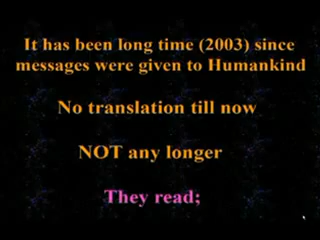 It has been long time (2003) since
messages were given to Humankind
No translation till now
NOT any longer
They read;